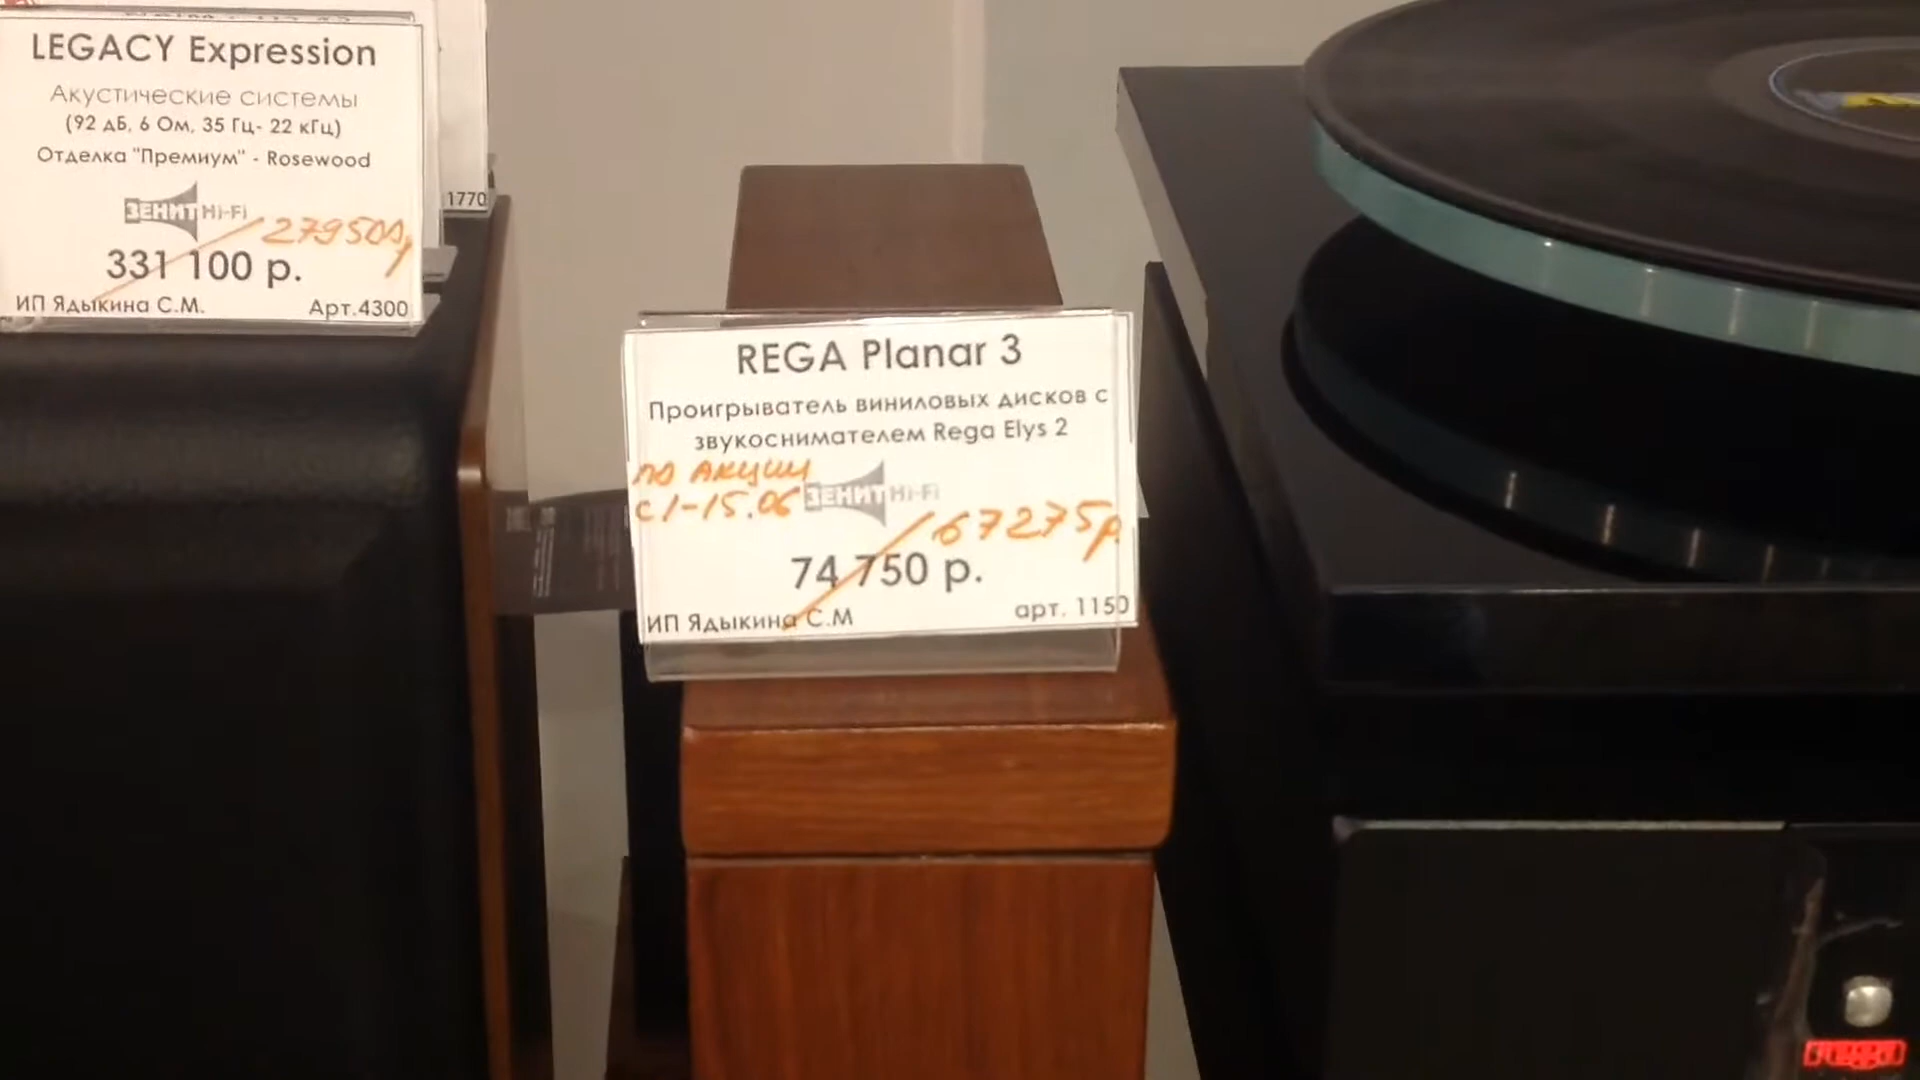 LEGACY Expression
Акустические системы
(92 дБ, 6 Ом, 35 Гц- 22 кГц)
Отделка "Премиум" - Rosewood
ЗЕНИТ Hi-Fi
279500р
331 100 р.
ИП Ядыкина С.М. Арт.4300
1770
REGA Planar 3
Проигрыватель виниловых дисков с
звукоснимателем Rega Elys 2
по акции
с 1-15.06
ЗЕНИТ Hi-Fi
67275р.
74 750 р.
ИП Ядыкина С.М арт. 1150